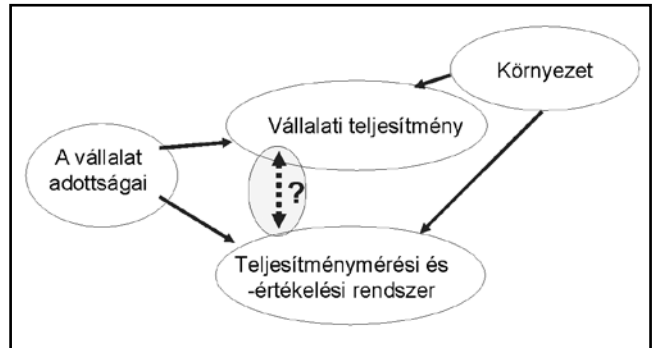 Környezet
Vállalati teljesítmény
A vállalat
adottságai
?
Teljesítménymérési és
-értékelési rendszer